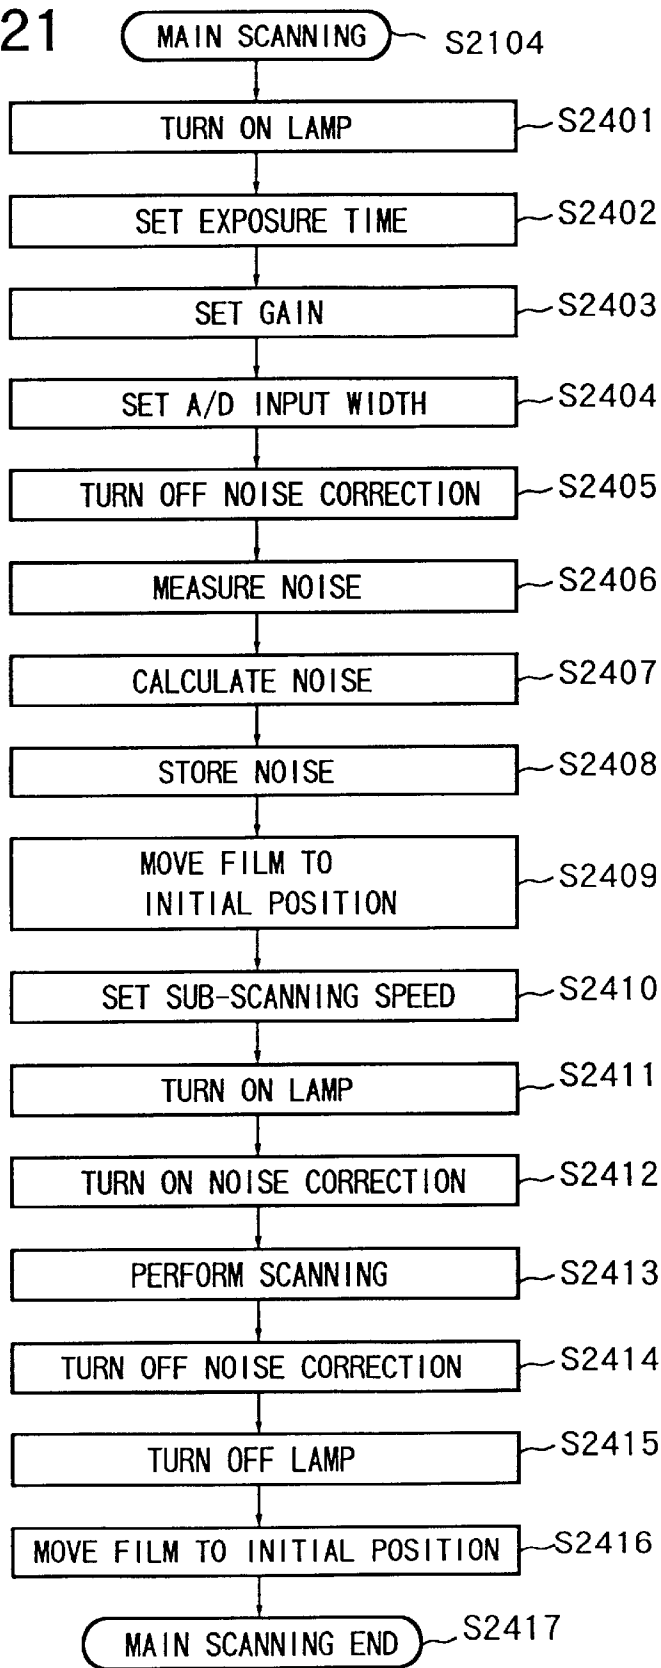 21
MAIN SCANNING S2104
TURN ON LAMP S2401
SET EXPOSURE TIME S2402
SET GAIN S2403
SET A/D INPUT WIDTH S2404
TURN OFF NOISE CORRECTION S2405
MEASURE NOISE S2406
CALCULATE NOISE S2407
STORE NOISE S2408
MOVE FILM TO
INITIAL POSITION S2409
SET SUB-SCANNING SPEED S2410
TURN ON LAMP S2411
TURN ON NOISE CORRECTION S2412
PERFORM SCANNING S2413
TURN OFF NOISE CORRECTION S2414
TURN OFF LAMP S2415
MOVE FILM TO INITIAL POSITION S2416
MAIN SCANNING END S2417